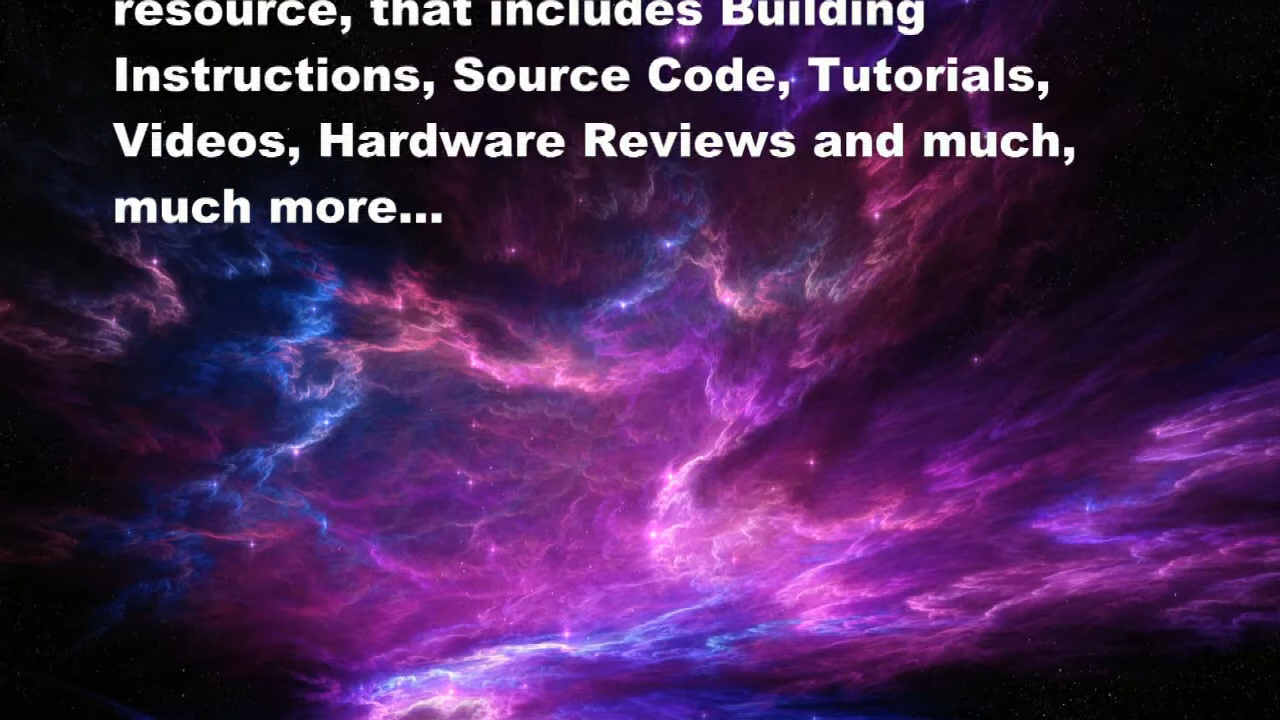 resource, that includes Building
Instructions, Source Code, Tutorials,
Videos, Hardware Reviews and much,
much more...